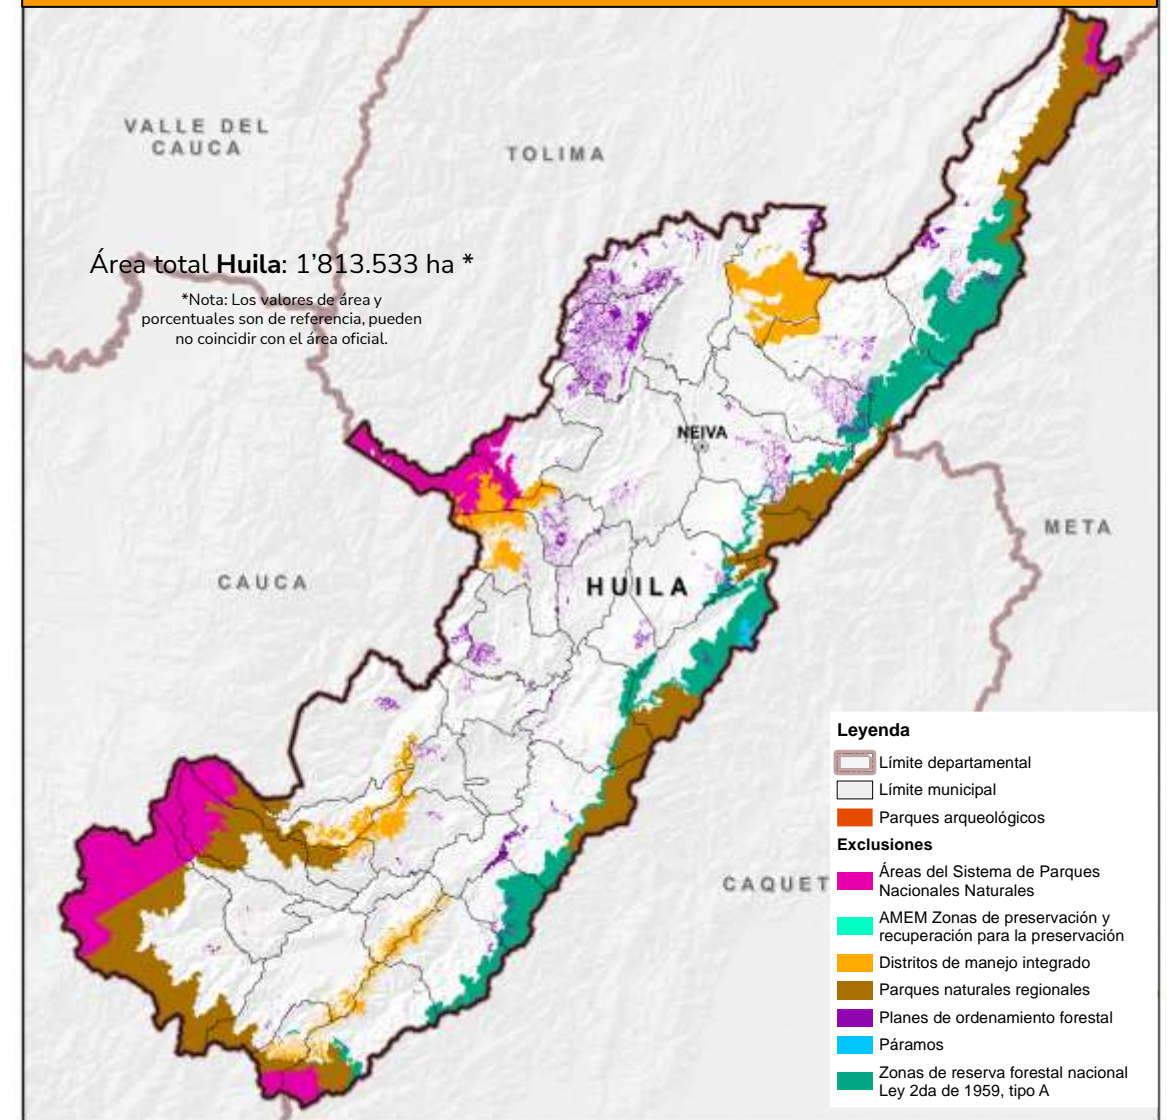 VALLE DEL
CAUCA
TOLIMA
Área total Huila: 1'813.533 ha *
*Nota: Los valores de área y
porcentuales son de referencia, pueden
no coincidir con el área oficial.
NEIVA
META
CAUCA
HUILA
CAQUET
Leyenda
Límite departamental
Límite municipal
Parques arqueológicos
Exclusiones
Áreas del Sistema de Parques
Nacionales Naturales
AMEM Zonas de preservación y
recuperación para la preservación
Distritos de manejo integrado
Parques naturales regionales
Planes de ordenamiento forestal
Páramos
Zonas de reserva forestal nacional
Ley 2da de 1959, tipo A